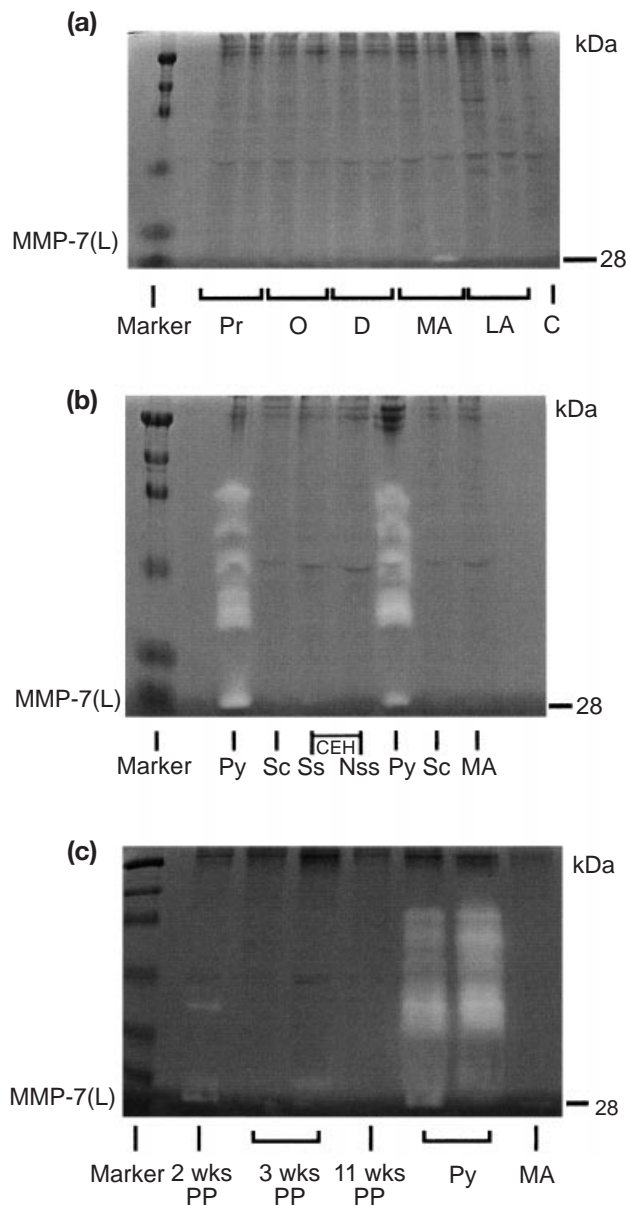 (a)
kDa
MMP-7(L)
28
Marker Pr O D MA LA C
(b)
kDa
MMP-7(L)
28
CEH
Marker Py Sc Ss Nss Py Sc MA
(c)
kDa
MMP-7(L)
28
Marker 2 wks 3 wks 11 wks Py MA
PP PP PP